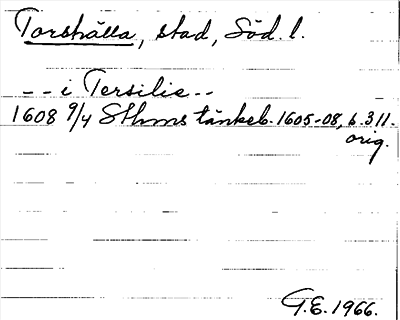 Torshälla, stad, Söd. l.
-- i Tersilie--
1608 9/4 Sthms tänkeb. 1605-08, b. 311.
orig.
G.E. 1966.